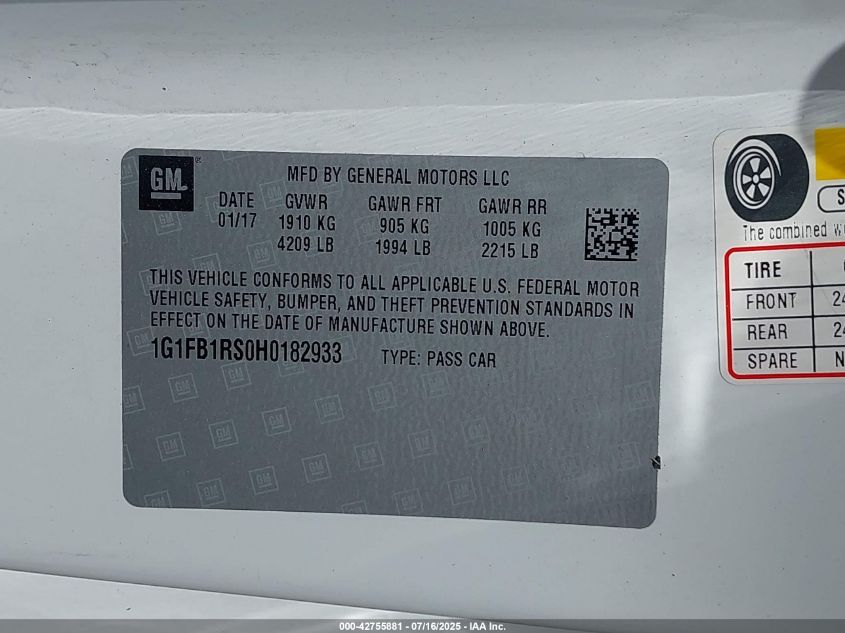 GM
MFD BY GENERAL MOTORS LLC
DATE GVWR GAWR FRT GAWR RR
01/17 1910 KG 905 KG 1005 KG
4209 LB 1994 LB 2215 LB
THIS VEHICLE CONFORMS TO ALL APPLICABLE U.S. FEDERAL MOTOR
VEHICLE SAFETY, BUMPER, AND THEFT PREVENTION STANDARDS IN
EFFECT ON THE DATE OF MANUFACTURE SHOWN ABOVE.
1G1FB1RS0H0182933 TYPE: PASS CAR
The combined
TIRE
FRONT 24
REAR 24
SPARE
000-42755881 - 07/16/2025 - IAA Inc.